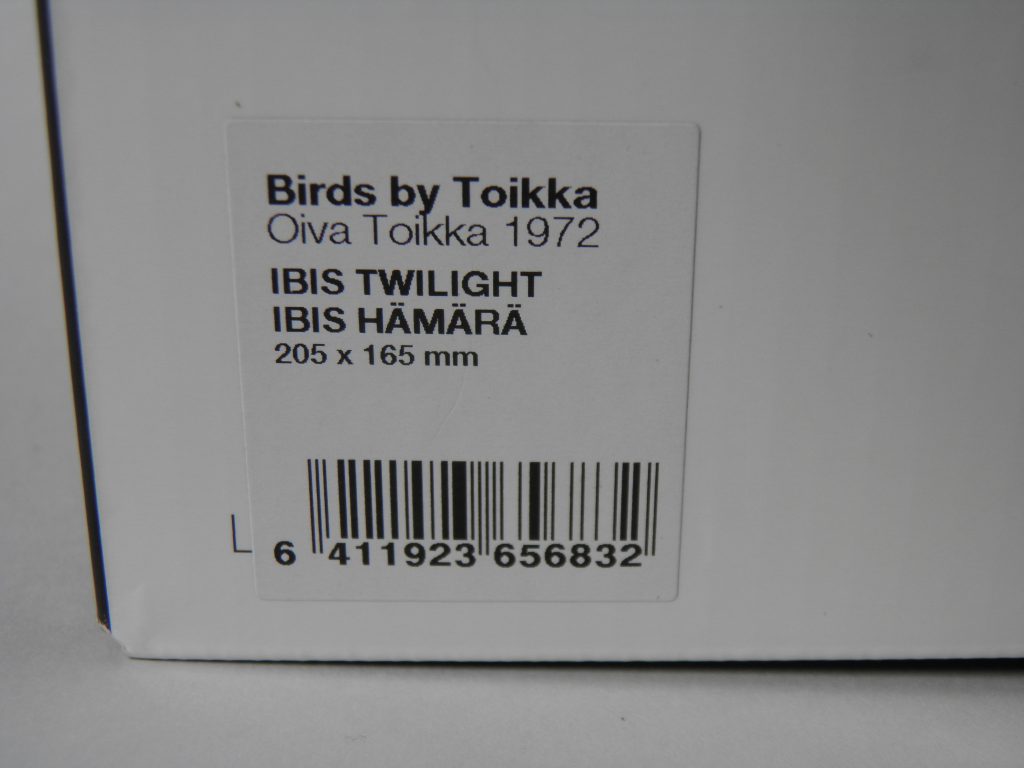 Birds by Toikka
Oiva Toikka 1972
IBIS TWILIGHT
IBIS HÄMÄRÄ
205 x 165 mm
L
6 411923 656832